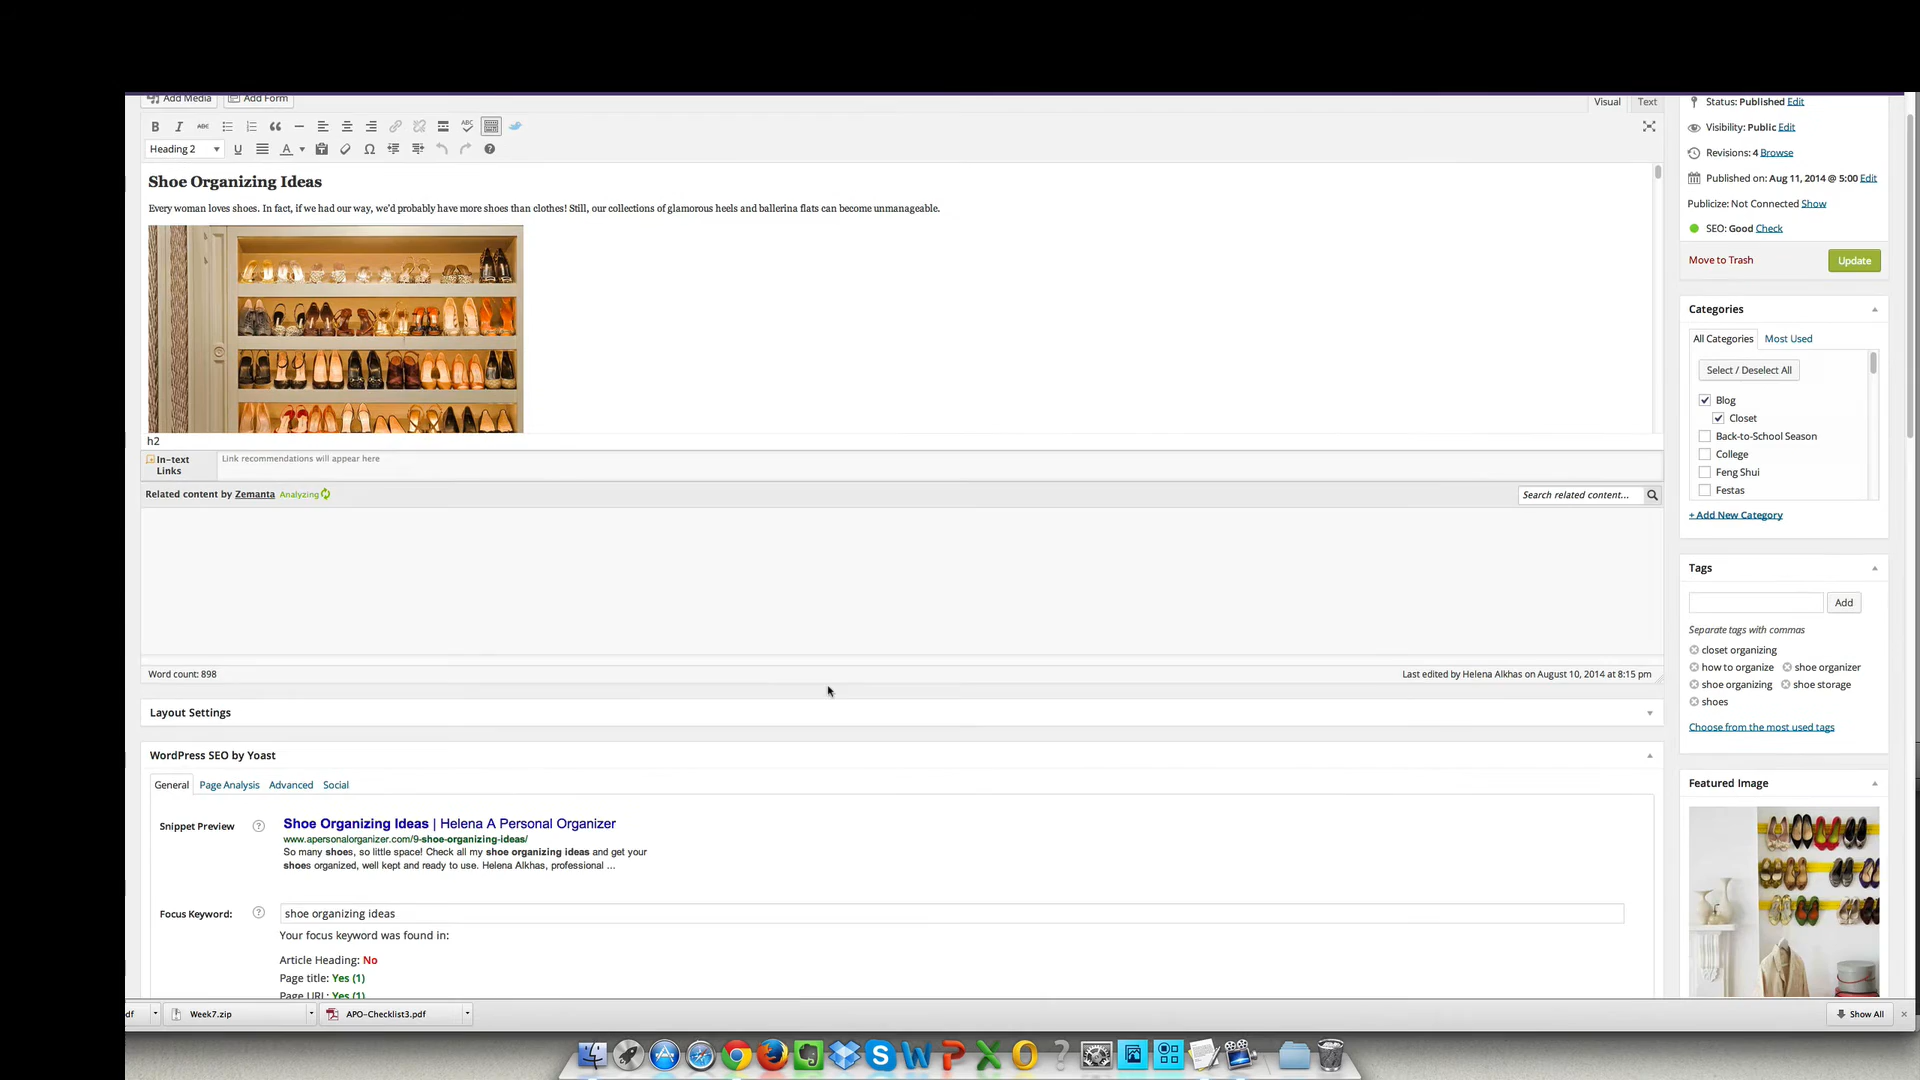 Add Media
Add Form
Visual
Text
B I ABC
Heading 2
U
A
Shoe Organizing Ideas
Every woman loves shoes. In fact, if we had our way, we'd probably have more shoes than clothes! Still, our collections of glamorous heels and ballerina flats can become unmanageable.
h2
In-text
Links
Link recommendations will appear here
Related content by Zemanta Analyzing
Search related content...
Word count: 898
Last edited by Helena Alkhas on August 10, 2014 at 8:15 pm
Layout Settings
WordPress SEO by Yoast
General Page Analysis Advanced Social
Snippet Preview
Shoe Organizing Ideas | Helena A Personal Organizer
www.apersonalorganizer.com/9-shoe-organizing-ideas/
So many shoes, so little space! Check all my shoe organizing ideas and get your
shoes organized, well kept and ready to use. Helena Alkhas, professional ...
Focus Keyword:
shoe organizing ideas
Your focus keyword was found in:
Article Heading: No
Page title: Yes (1)
Page URL: Yes (1)
Status: Published Edit
Visibility: Public Edit
Revisions: 4 Browse
Published on: Aug 11, 2014 @ 5:00 Edit
Publicize: Not Connected Show
SEO: Good Check
Move to Trash
Update
Categories
All Categories Most Used
Select / Deselect All
Blog
Closet
Back-to-School Season
College
Feng Shui
Festas
+ Add New Category
Tags
Add
Separate tags with commas
closet organizing
how to organize shoe organizer
shoe organizing shoe storage
shoes
Choose from the most used tags
Featured Image
df
Week7.zip
APO-Checklist3.pdf
Show All